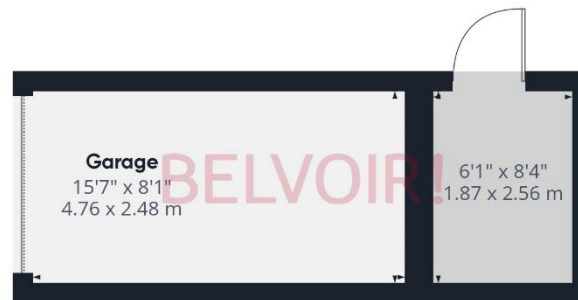 Garage
15'7" x 8'1"
4.76 x 2.48 m
BELVOIR!
6'1" x 8'4"
1.87 x 2.56 m